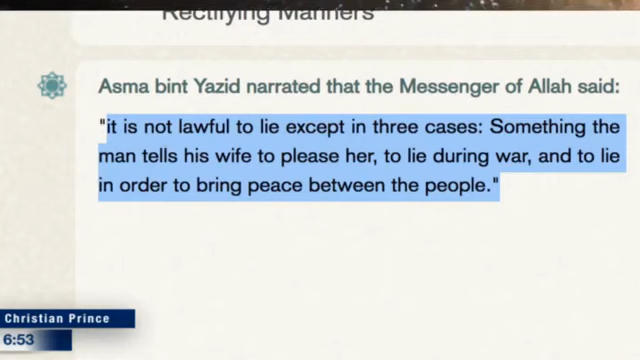 Rectifying Manners
Asma bint Yazid narrated that the Messenger of Allah said:
"it is not lawful to lie except in three cases: Something the
man tells his wife to please her, to lie during war, and to lie
in order to bring peace between the people."
Christian Prince
6:53